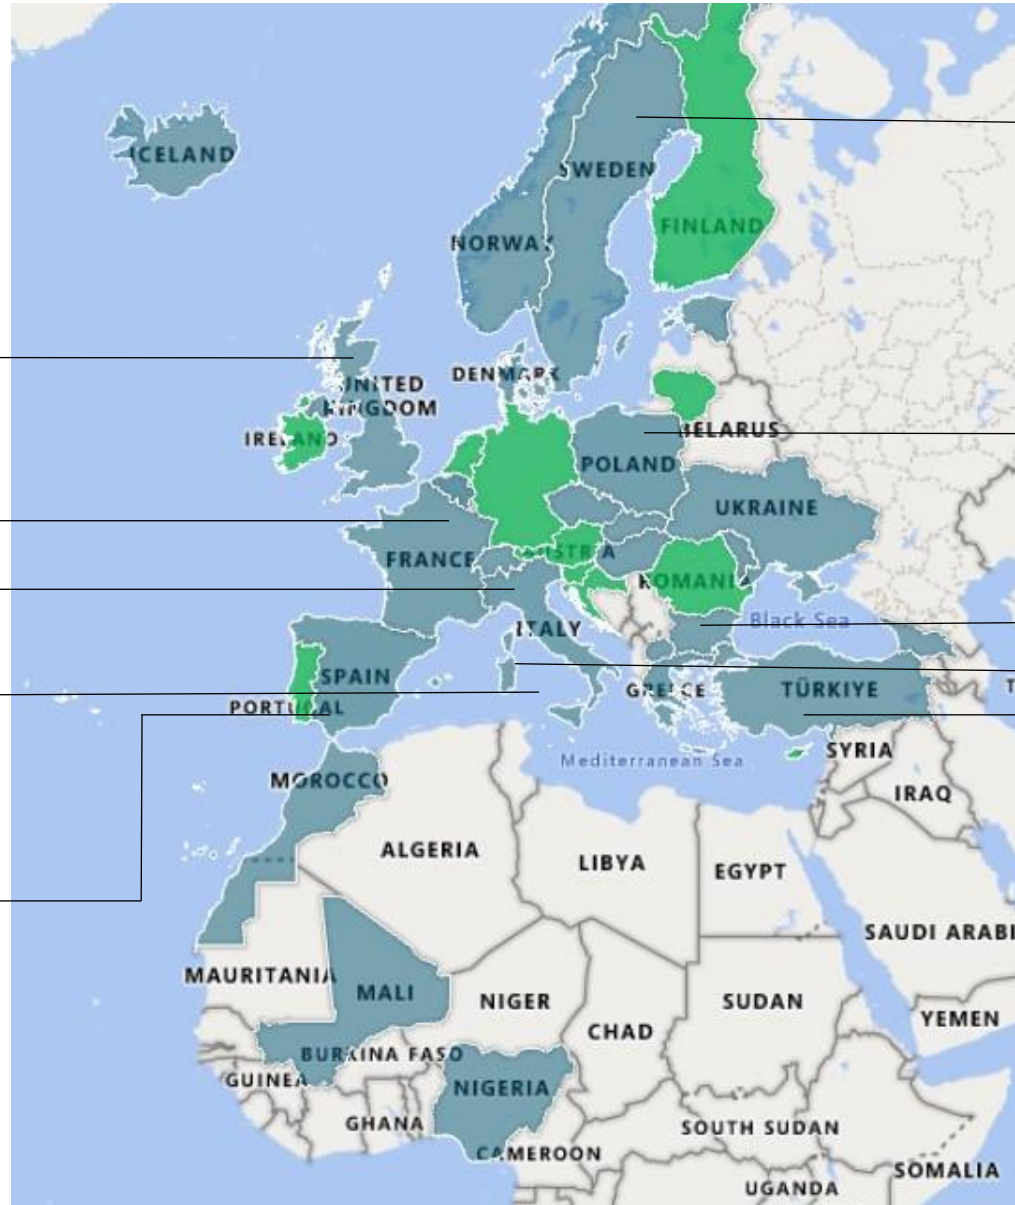 ICELAND
SWEDEN
FINLAND
NORWAY
DENMARK
UNITED
KINGDOM
IRELAND
BELARUS
POLAND
UKRAINE
FRANCE
AUSTRIA
ROMANIA
Black Sea
ITALY
SPAIN
PORTUGAL
GREECE
TÜRKIYE
T
SYRIA
Mediterranean Sea
MOROCCO
IRAQ
ALGERIA
LIBYA
EGYPT
SAUDI ARABI
MAURITANIA
MALI
NIGER
SUDAN
CHAD
YEMEN
BURKINA FASO
GUINEA
NIGERIA
GHANA
SOUTH SUDAN
CAMEROON
SOMALIA
UGANDA